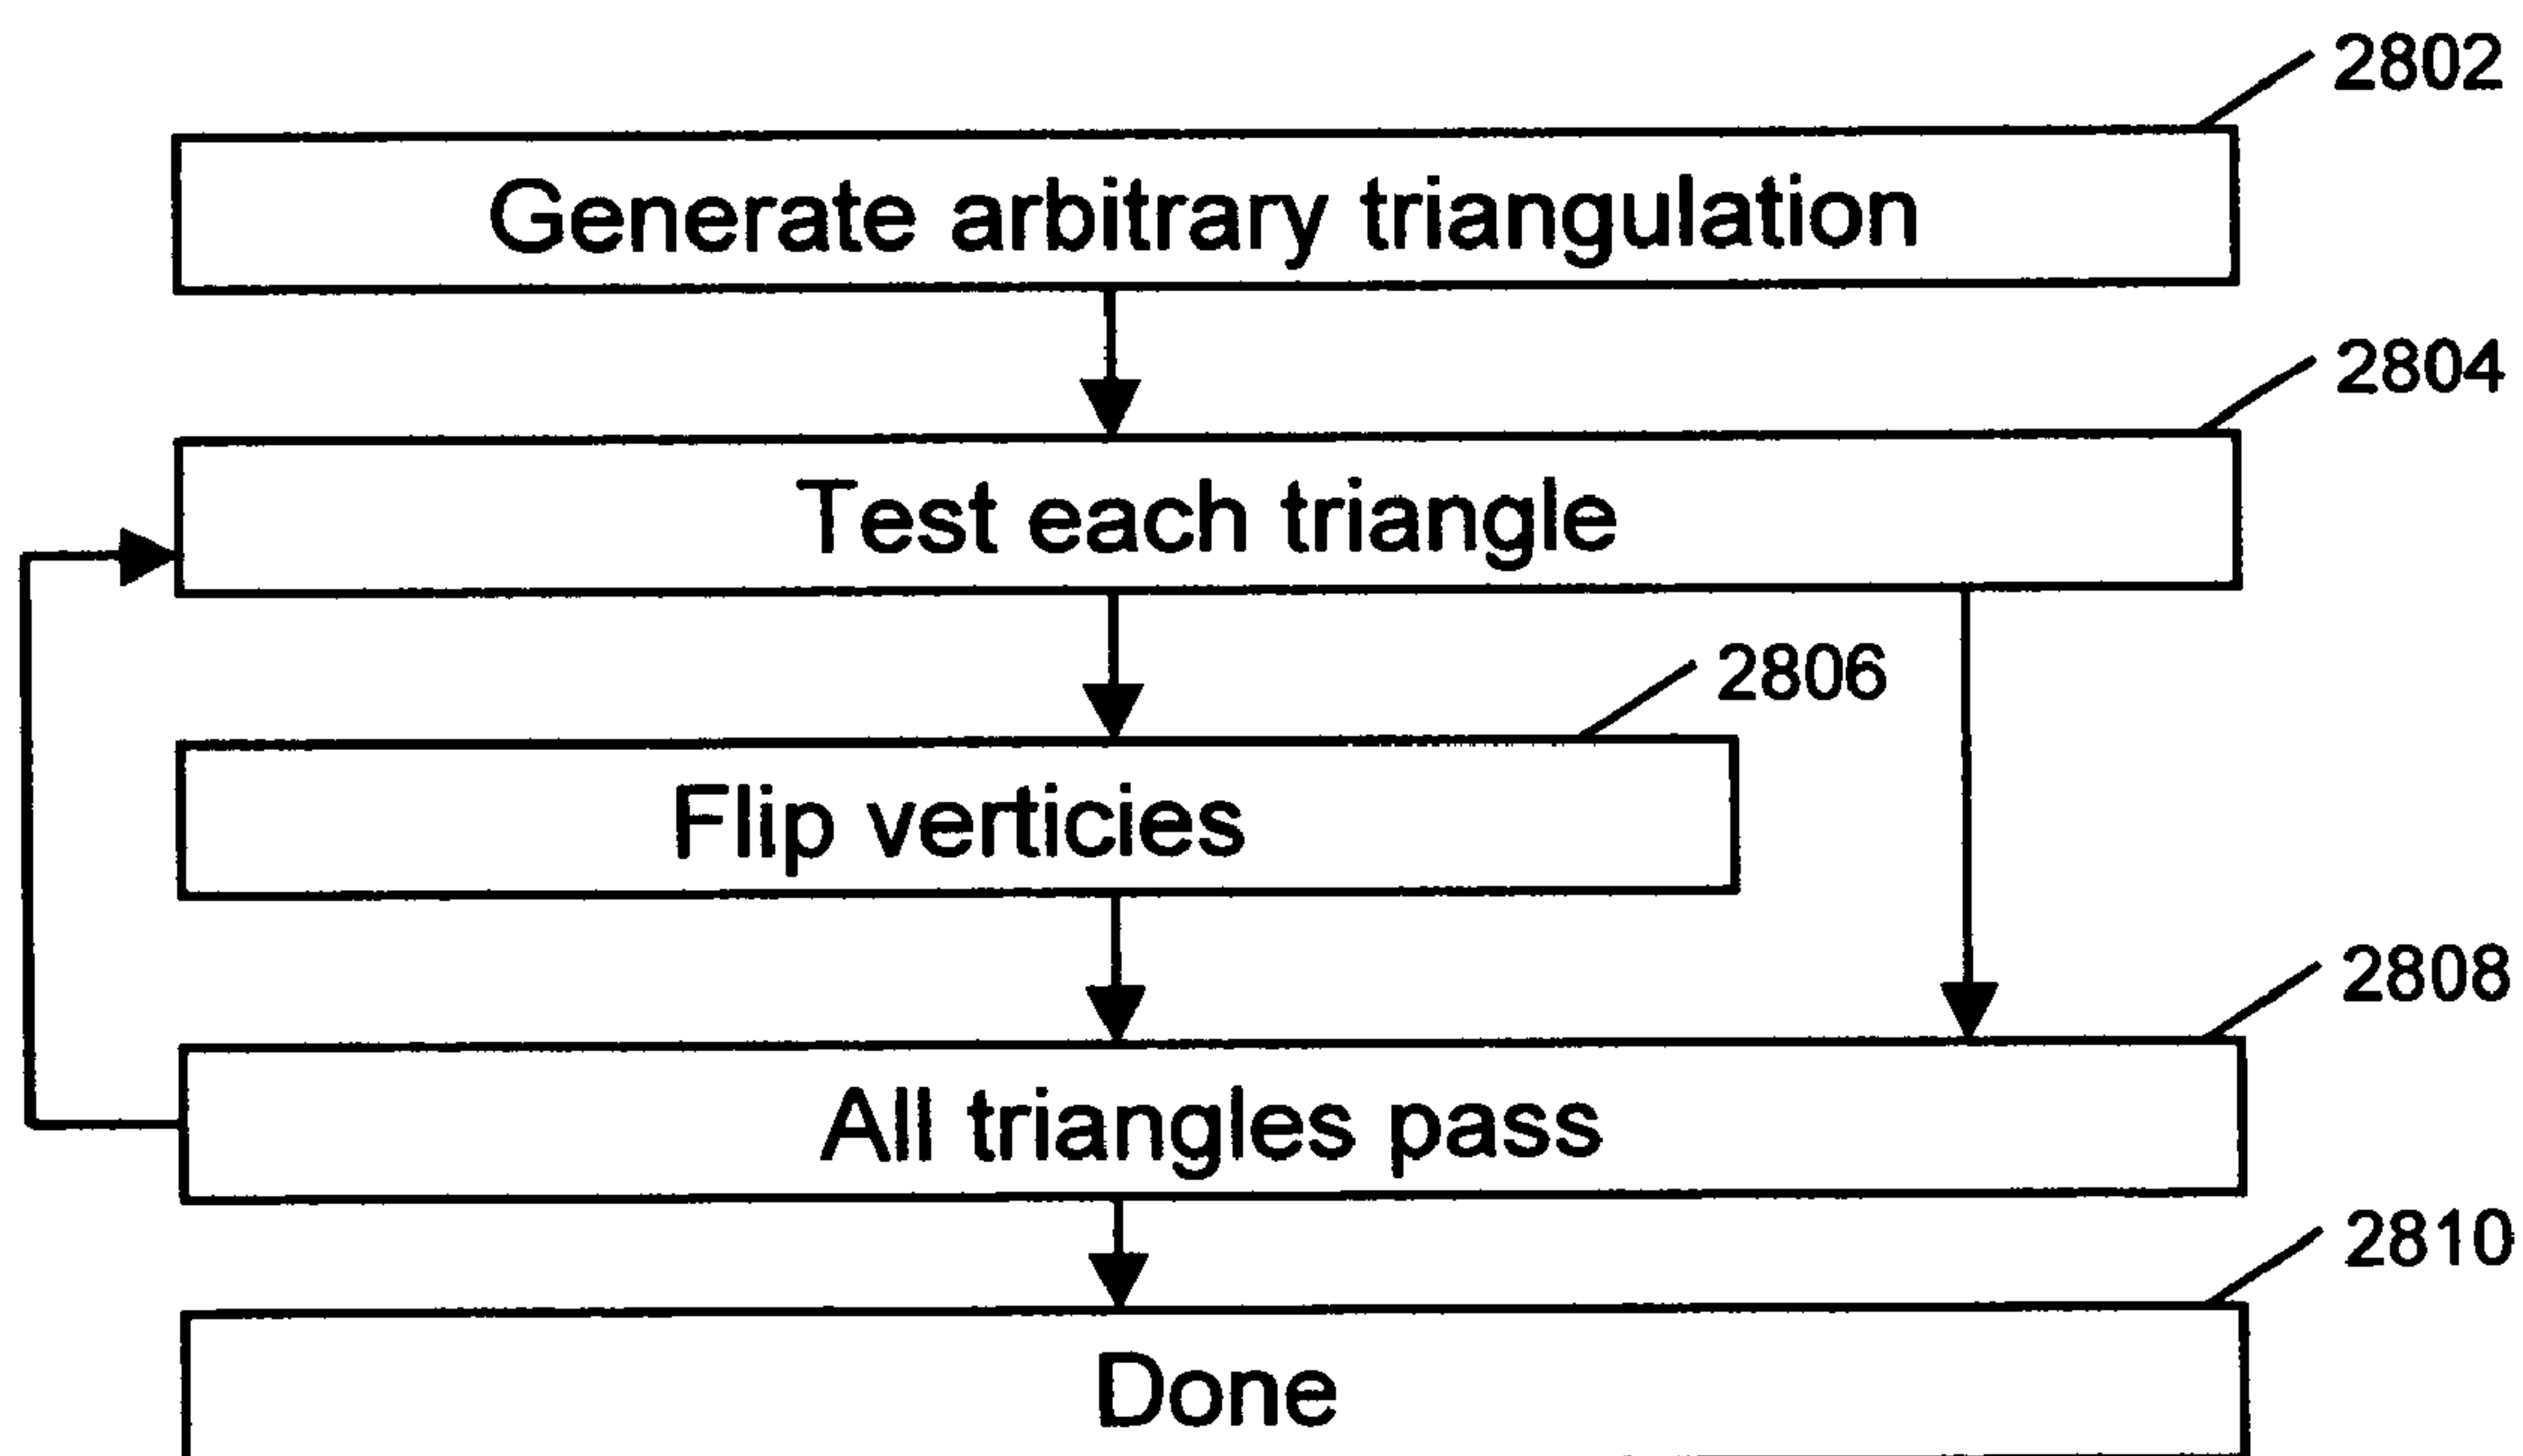 2802
Generate arbitrary triangulation
2804
Test each triangle
2806
Flip verticies
2808
All triangles pass
2810
Done